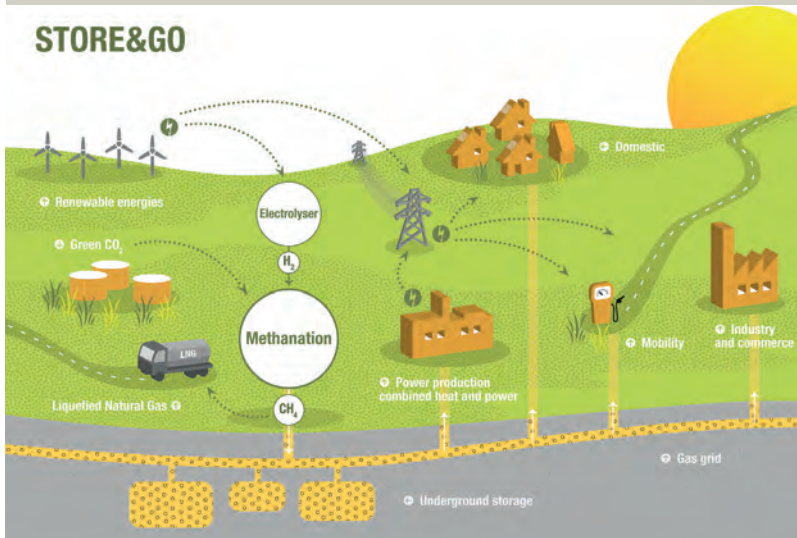 STORE&GO
Renewable energies
Electrolyser
Domestic
Green CO₂
H₂
Methanation
LNG
Liquefied Natural Gas
CH₄
Power production
combined heat and power
Mobility
Industry
and commerce
Gas grid
Underground storage